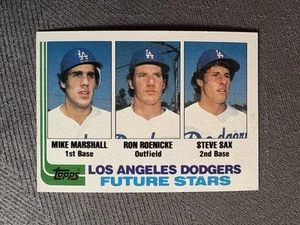 MIKE MARSHALL
1st Base
RON ROENICKE
Outfield
STEVE SAX
2nd Base
Topps
LOS ANGELES DODGERS
FUTURE STARS